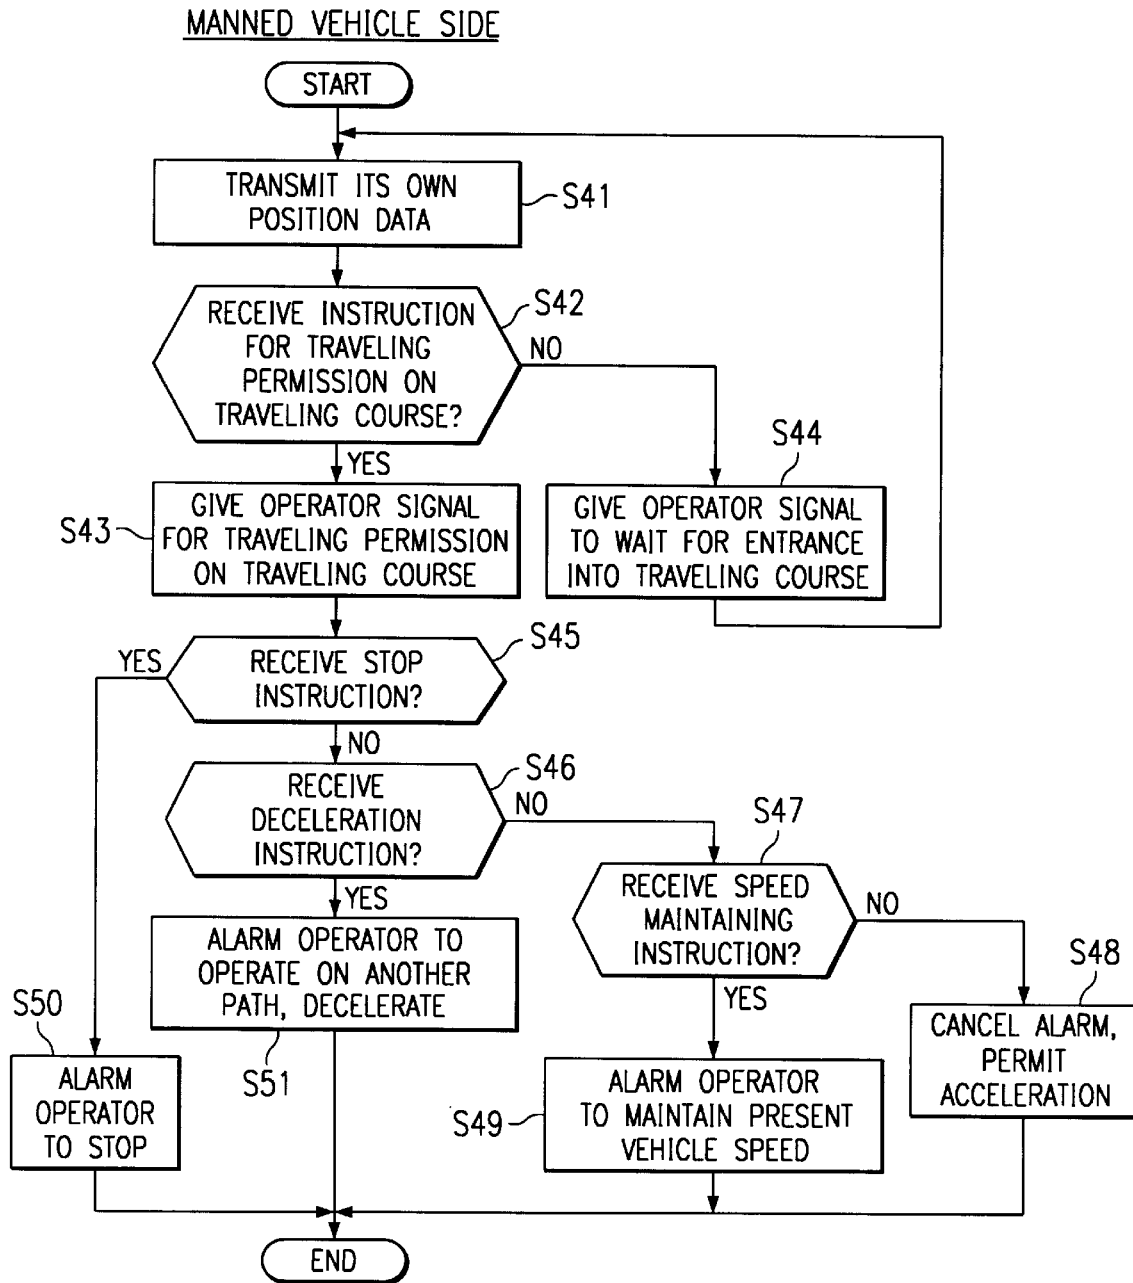 MANNED VEHICLE SIDE
START
TRANSMIT ITS OWN
POSITION DATA
S41
RECEIVE INSTRUCTION
FOR TRAVELING
PERMISSION ON
TRAVELING COURSE?
S42
NO
YES
S44
GIVE OPERATOR SIGNAL
TO WAIT FOR ENTRANCE
INTO TRAVELING COURSE
S43
GIVE OPERATOR SIGNAL
FOR TRAVELING PERMISSION
ON TRAVELING COURSE
S45
YES
RECEIVE STOP
INSTRUCTION?
NO
S46
RECEIVE
DECELERATION
INSTRUCTION?
NO
YES
S47
RECEIVE SPEED
MAINTAINING
INSTRUCTION?
NO
YES
ALARM OPERATOR TO
OPERATE ON ANOTHER
PATH, DECELERATE
S51
S48
CANCEL ALARM,
PERMIT
ACCELERATION
S50
ALARM
OPERATOR
TO STOP
S49
ALARM OPERATOR
TO MAINTAIN PRESENT
VEHICLE SPEED
END